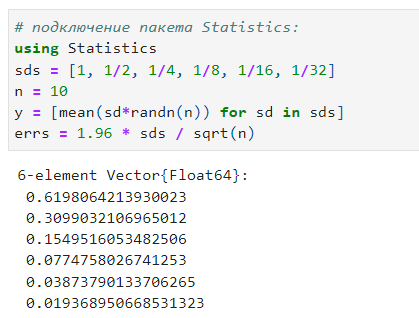 # подключение пакета Statistics:
using Statistics
sds = [1, 1/2, 1/4, 1/8, 1/16, 1/32]
n = 10
y = [mean(sd*randn(n)) for sd in sds]
errs = 1.96 * sds / sqrt(n)
6-element Vector{Float64}:
0.6198064213930023
0.3099032106965012
0.1549516053482506
0.0774758026741253
0.03873790133706265
0.019368950668531323